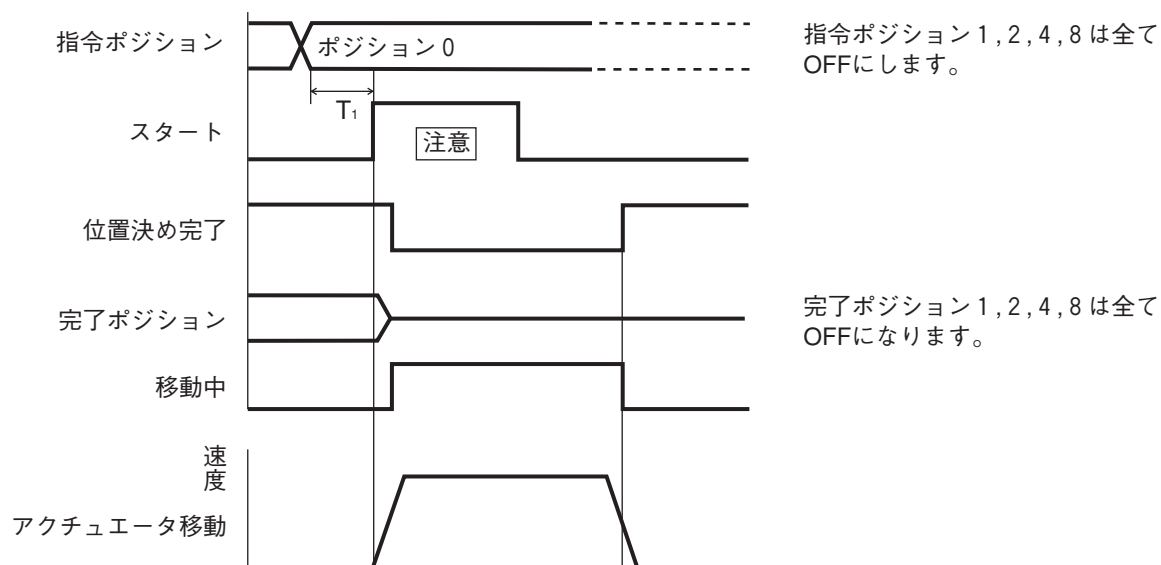 指令ポジション
ポジション 0
指令ポジション 1 , 2 , 4 , 8 は全て
OFFにします。
T₁
スタート
注意
位置決め完了
完了ポジション
完了ポジション 1 , 2 , 4 , 8 は全て
OFFになります。
移動中
速度
アクチュエータ移動